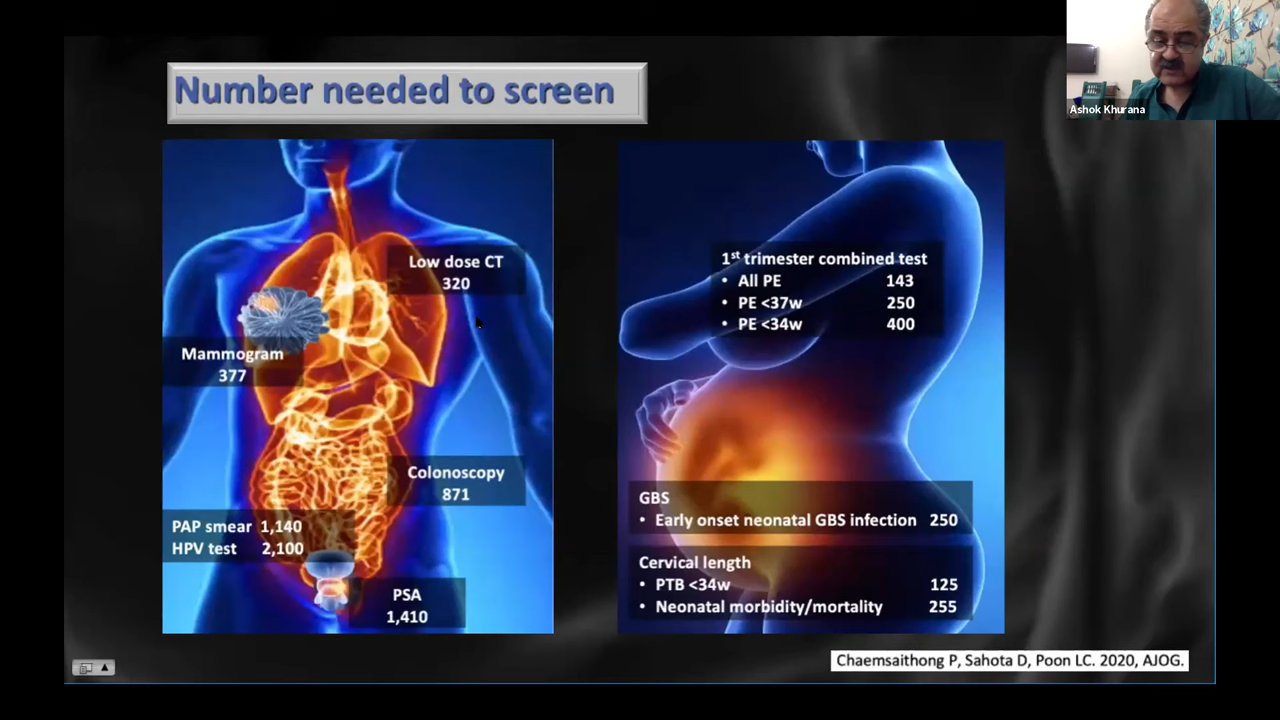 Number needed to screen
Ashok Khurana
Low dose CT
320
Mammogram
377
Colonoscopy
871
PAP smear 1,140
HPV test 2,100
PSA
1,410
1st trimester combined test
• All PE 143
• PE <37w 250
• PE <34w 400
GBS
• Early onset neonatal GBS infection 250
Cervical length
• PTB <34w 125
• Neonatal morbidity/mortality 255
Chaemsaithong P, Sahota D, Poon LC. 2020, AJOG.